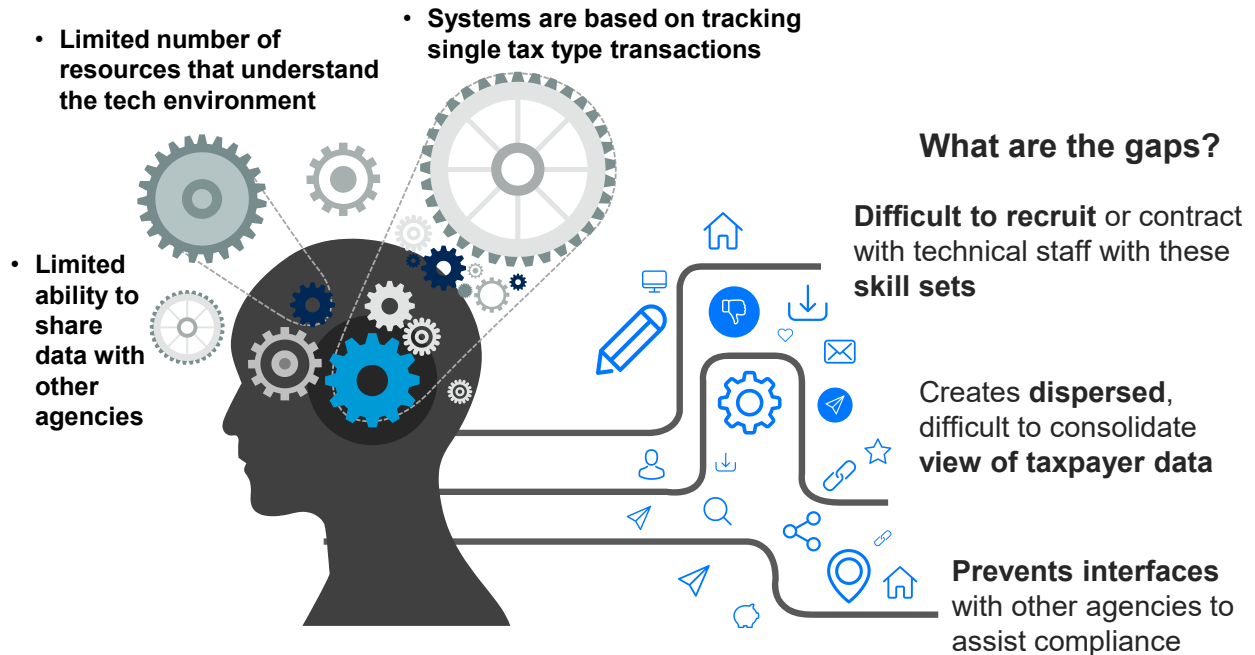 • Limited number of
resources that understand
the tech environment
• Systems are based on tracking
single tax type transactions
• Limited
ability to
share
data with
other
agencies
What are the gaps?
Difficult to recruit or contract
with technical staff with these
skill sets
Creates dispersed,
difficult to consolidate
view of taxpayer data
Prevents interfaces
with other agencies to
assist compliance